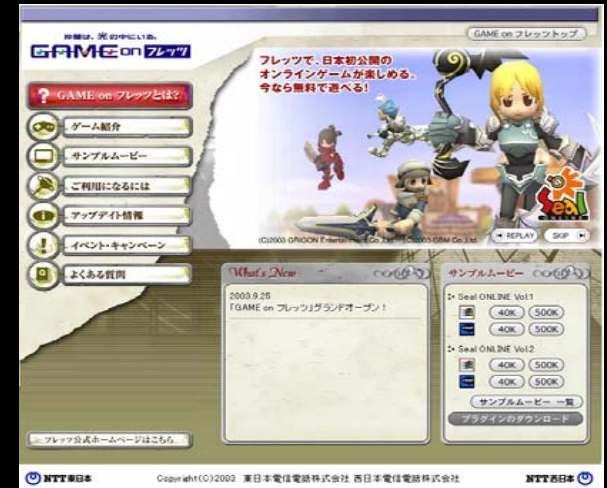 仲間は、光の中にいる。
GAME on フレッツ
GAME on フレッツトップ
フレッツで、日本初公開の
オンラインゲームが楽しめる。
今なら無料で遊べる!
? GAME on フレッツとは?
ゲーム紹介
サンプルムービー
ご利用になるには
アップデイト情報
イベント・キャンペーン
よくある質問
Seal
REPLAY
SKIP
(C)2003 GRIGON Entertainment Co.,Ltd. (C)2003 GBM Co.,Ltd.
What's New
2003.9.26
「GAME on フレッツ」グランドオープン!
サンプルムービー
Seal ONLINE Vol.1
40K 500K
40K 500K
Seal ONLINE Vol.2
40K 500K
40K 500K
サンプルムービー 一覧
プラグインのダウンロード
フレッツ公式ホームページはこちら
NTT東日本
Copyright(C)2003 東日本電信電話株式会社 西日本電信電話株式会社
NTT西日本